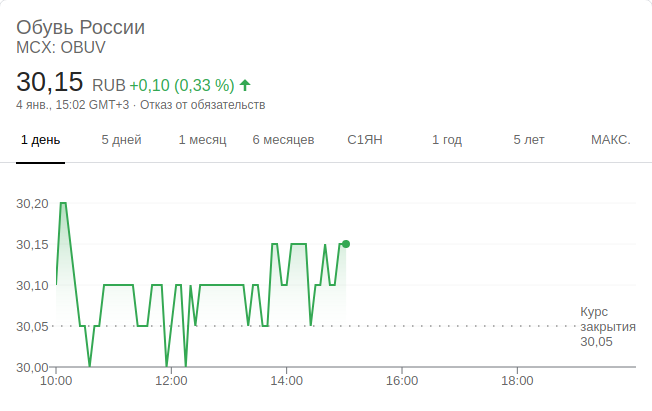 Обувь России
MCX: OBUV
30,15 RUB +0,10 (0,33 %)
4 янв., 15:02 GMT+3 · Отказ от обязательств
1 день 5 дней 1 месяц 6 месяцев С1ЯН 1 год 5 лет МАКС.
30,20
30,15
30,10
30,05
30,00
Курс
закрытия
30,05
10:00 12:00 14:00 16:00 18:00